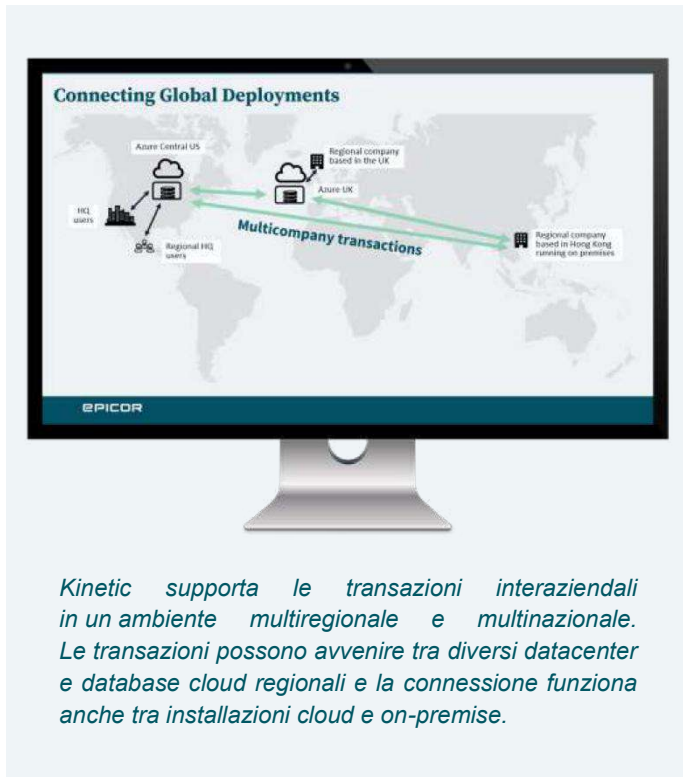 Connecting Global Deployments
Azure Central US
Regional company
based in the UK
Azure UK
HQ
users
Multicompany transactions
Regional HQ
users
Regional company
based in Hong Kong
running on premises
EPICOR
Kinetic supporta le transazioni interaziendali
in un ambiente multiregionale e multinazionale.
Le transazioni possono avvenire tra diversi datacenter
e database cloud regionali e la connessione funziona
anche tra installazioni cloud e on-premise.